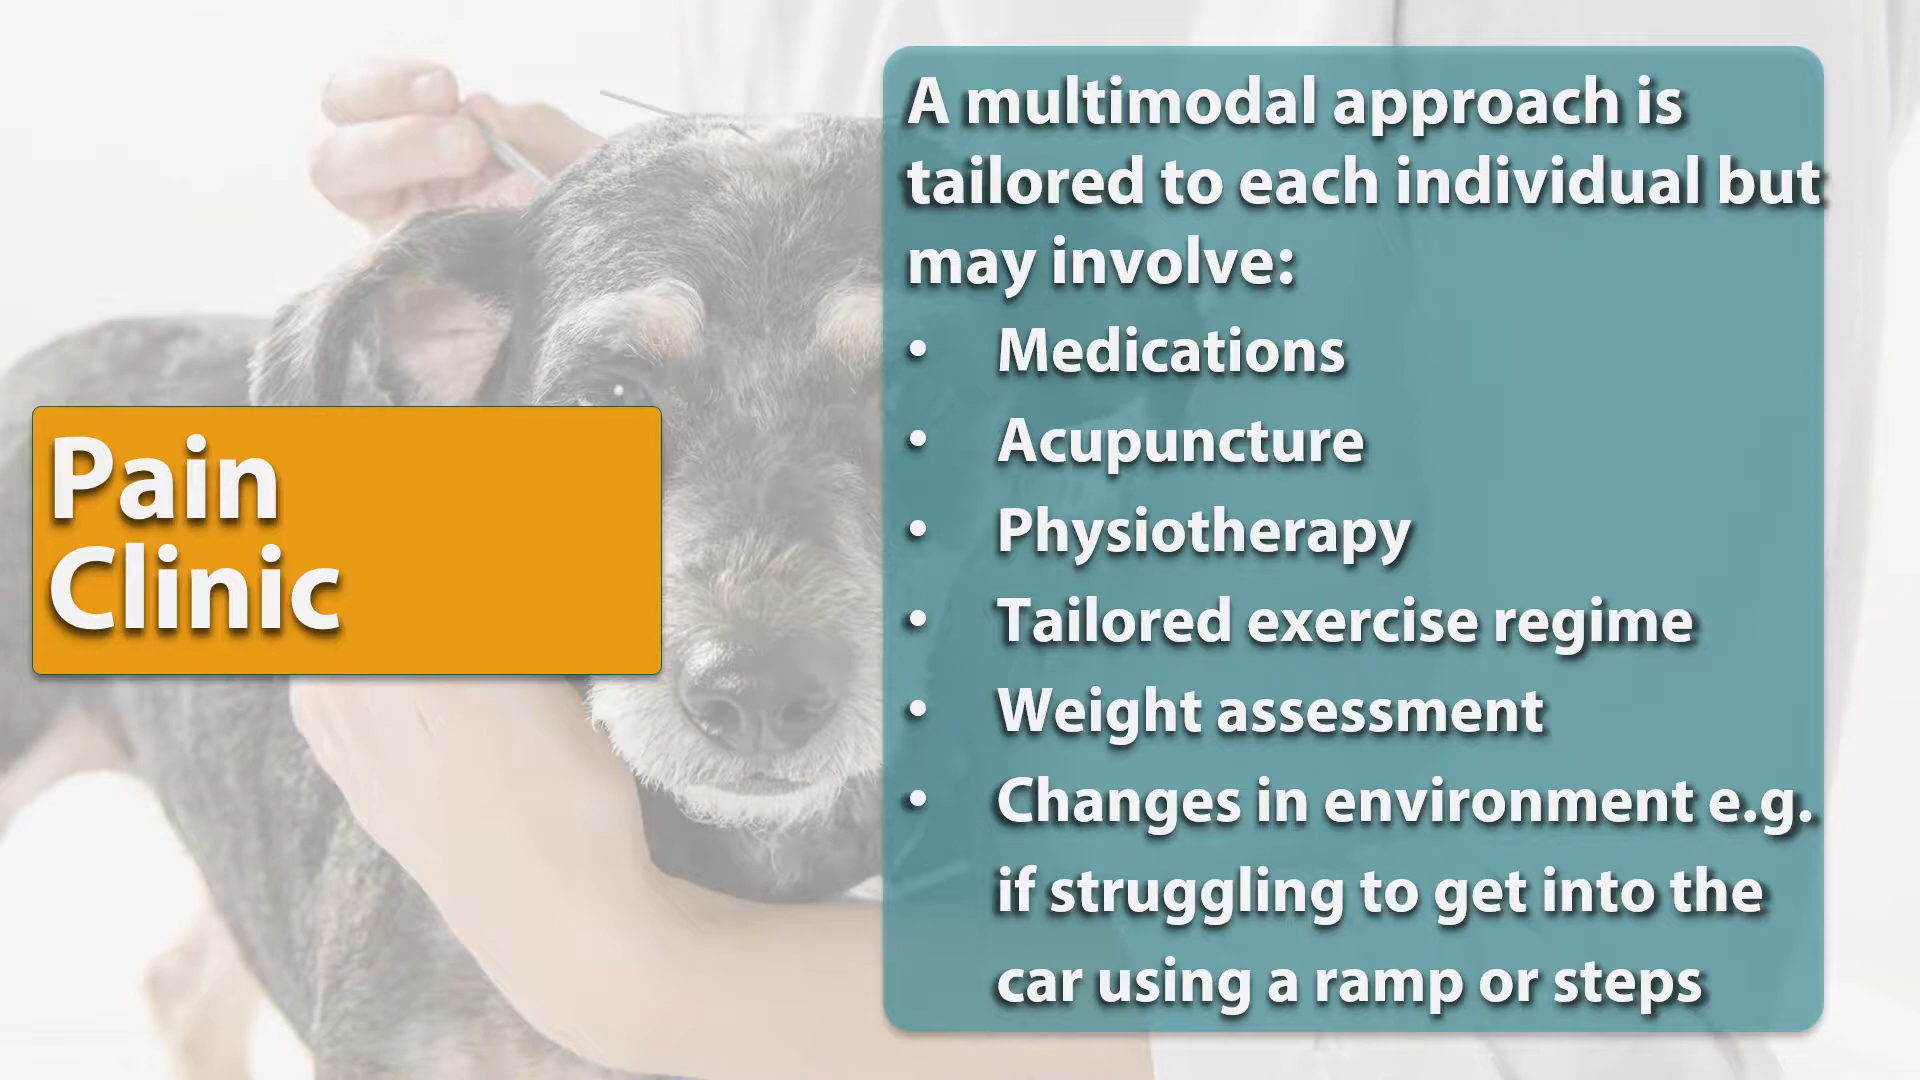 Pain
Clinic
A multimodal approach is
tailored to each individual but
may involve:
• Medications
• Acupuncture
• Physiotherapy
• Tailored exercise regime
• Weight assessment
• Changes in environment e.g.
if struggling to get into the
car using a ramp or steps